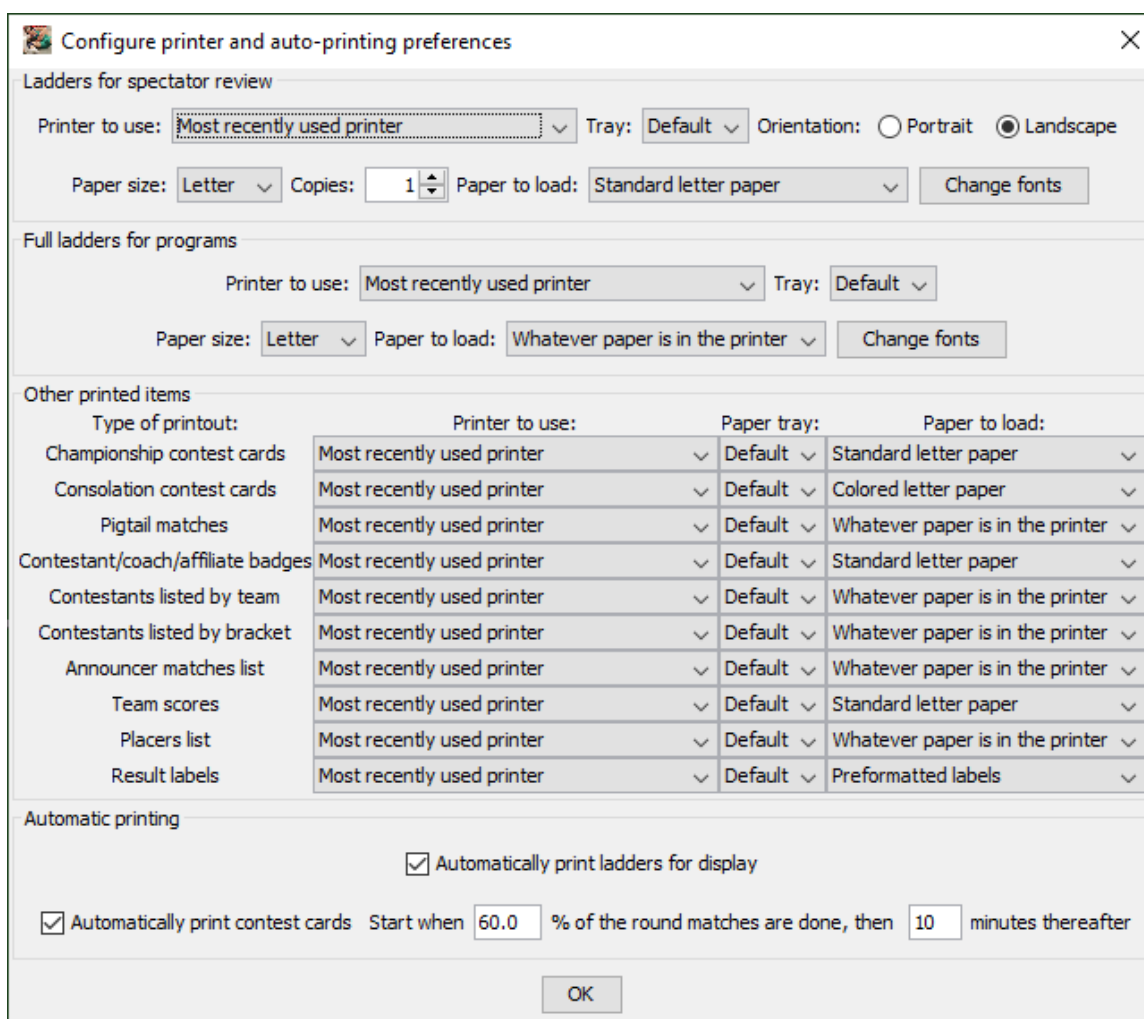 Configure printer and auto-printing preferences
Ladders for spectator review
Printer to use: Most recently used printer Tray: Default Orientation: Portrait Landscape
Paper size: Letter Copies: 1 Paper to load: Standard letter paper Change fonts
Full ladders for programs
Printer to use: Most recently used printer Tray: Default
Paper size: Letter Paper to load: Whatever paper is in the printer Change fonts
Other printed items
Type of printout: Printer to use: Paper tray: Paper to load:
Championship contest cards Most recently used printer Default Standard letter paper
Consolation contest cards Most recently used printer Default Colored letter paper
Pigtail matches Most recently used printer Default Whatever paper is in the printer
Contestant/coach/affiliate badges Most recently used printer Default Standard letter paper
Contestants listed by team Most recently used printer Default Whatever paper is in the printer
Contestants listed by bracket Most recently used printer Default Whatever paper is in the printer
Announcer matches list Most recently used printer Default Whatever paper is in the printer
Team scores Most recently used printer Default Standard letter paper
Placers list Most recently used printer Default Whatever paper is in the printer
Result labels Most recently used printer Default Preformatted labels
Automatic printing
Automatically print ladders for display
Automatically print contest cards Start when 60.0 % of the round matches are done, then 10 minutes thereafter
OK